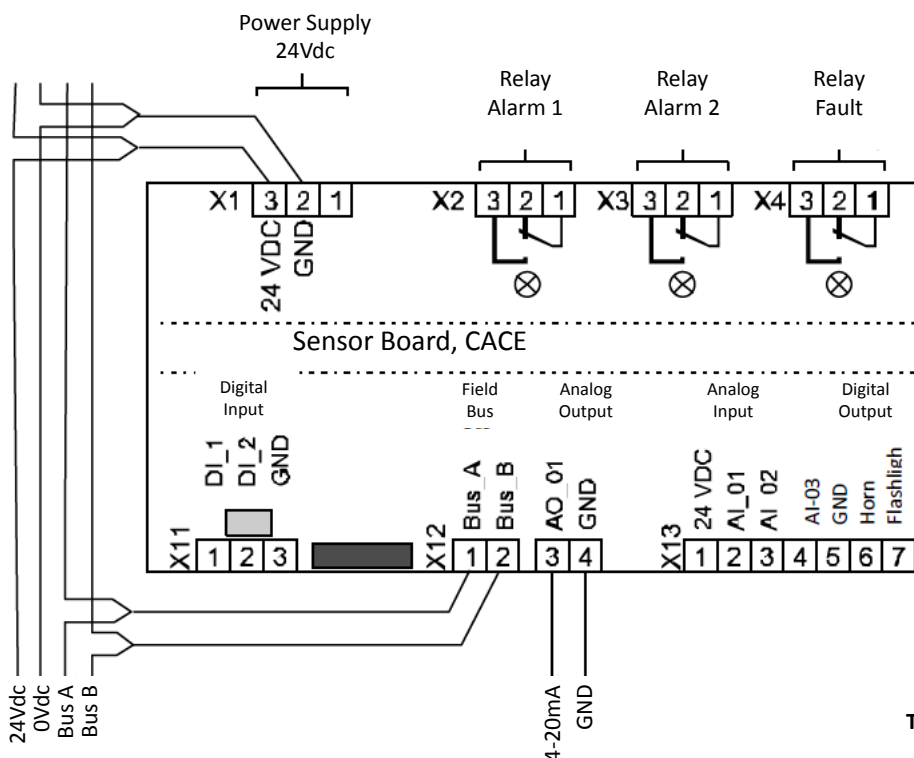 Power Supply
24Vdc
Relay
Alarm 1
Relay
Alarm 2
Relay
Fault
X1 3 2 1
X2 3 2 1
X3 3 2 1
X4 3 2 1
24 VDC
GND
Sensor Board, CACE
Digital
Input
Field
Bus
Analog
Output
Analog
Input
Digital
Output
DI_1
DI_2
GND
Bus_A
Bus_B
AO_01
GND
24 VDC
AI_01
AI_02
AI-03
GND
Horn
Flashligh
X11 1 2 3
X12 1 2 3 4
X13 1 2 3 4 5 6 7
24Vdc
0Vdc
Bus A
Bus B
4-20mA
GND
T